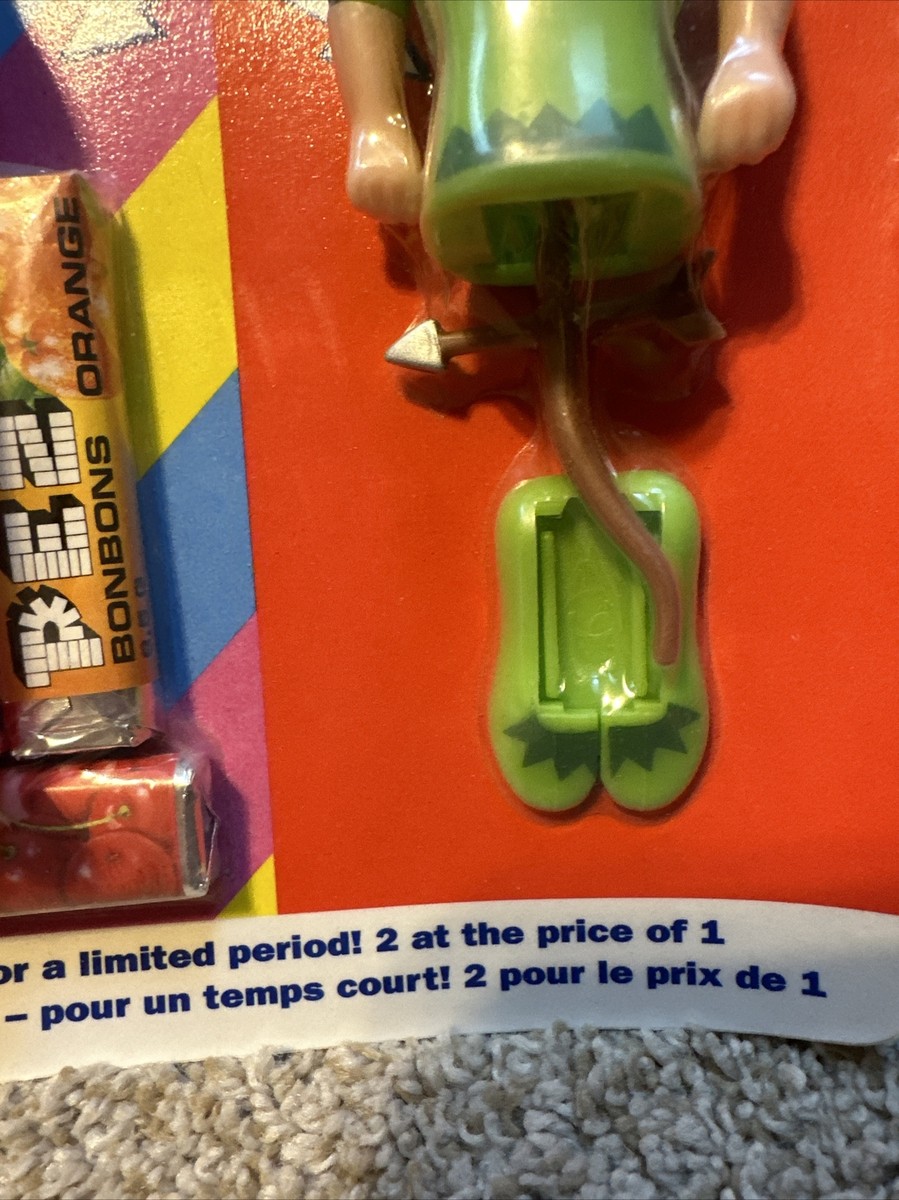 PEZ
BONBONS ORANGE
or a limited period! 2 at the price of 1
– pour un temps court! 2 pour le prix de 1